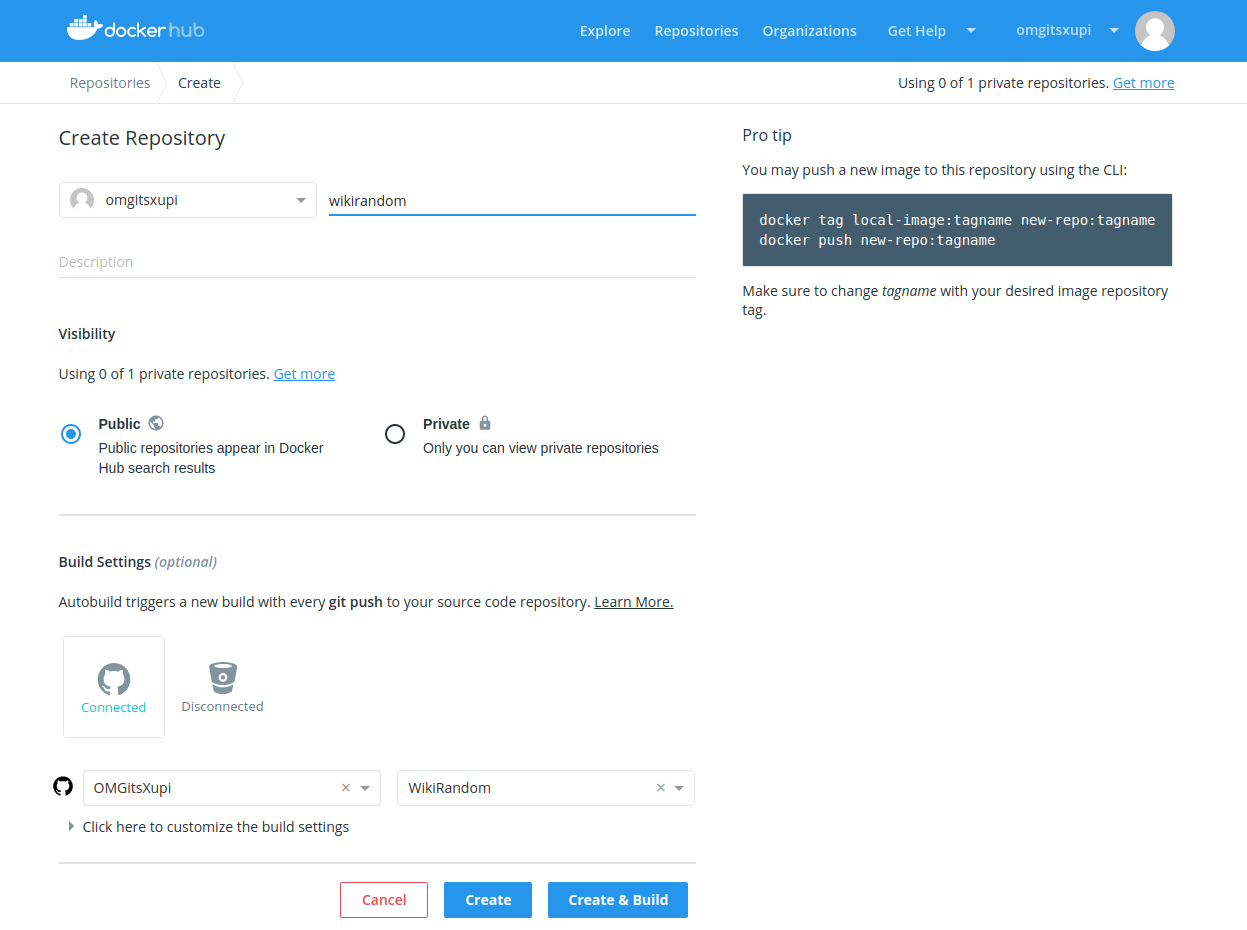 docker hub
Explore Repositories Organizations Get Help omgitsxupi
Repositories Create
Using 0 of 1 private repositories. Get more
Create Repository
omgitsxupi wikirandom
Description
Visibility
Using 0 of 1 private repositories. Get more
Public
Public repositories appear in Docker
Hub search results
Private
Only you can view private repositories
Build Settings (optional)
Autobuild triggers a new build with every git push to your source code repository. Learn More.
Connected
Disconnected
OMGitsXupi × WikiRandom ×
Click here to customize the build settings
Cancel Create Create & Build
Pro tip
You may push a new image to this repository using the CLI:
docker tag local-image:tagname new-repo:tagname
docker push new-repo:tagname
Make sure to change tagname with your desired image repository
tag.